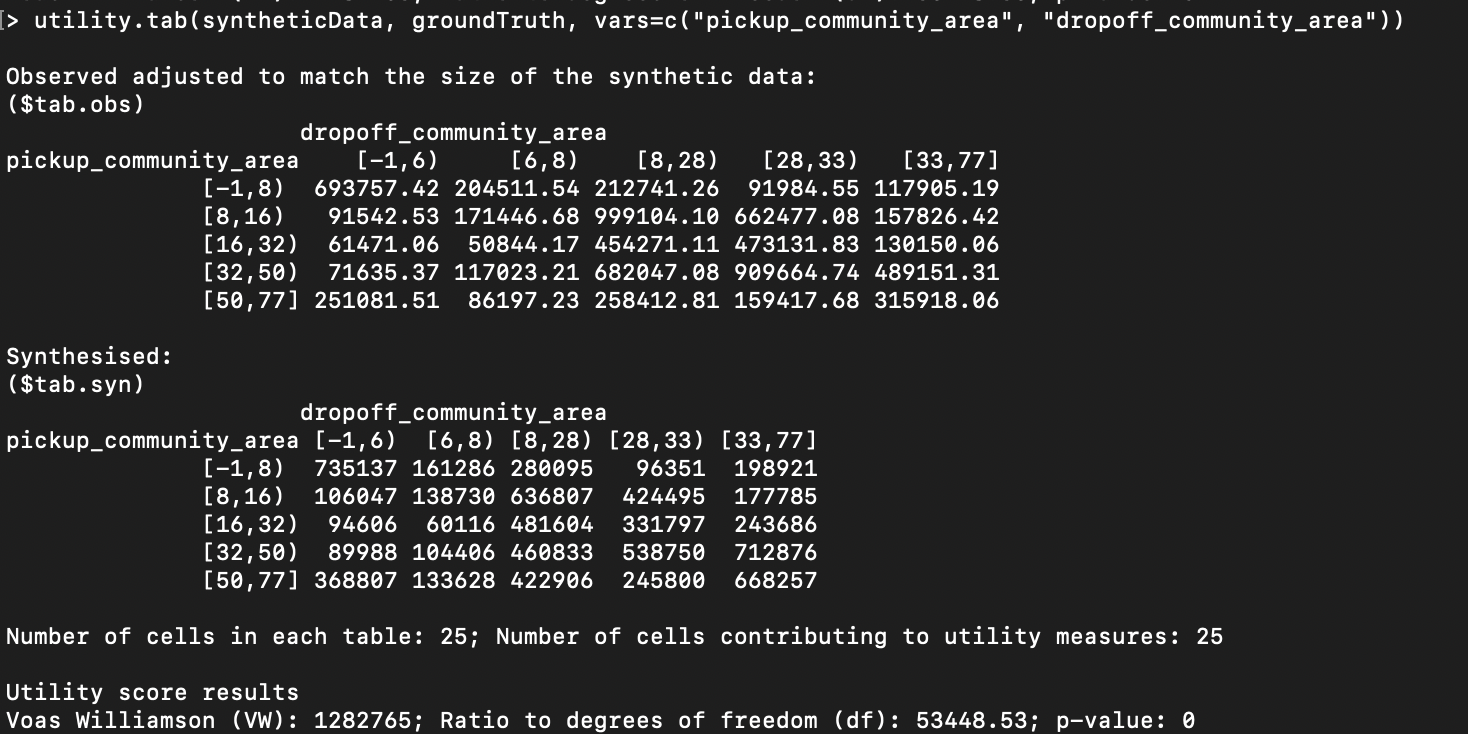 > utility.tab(syntheticData, groundTruth, vars=c("pickup_community_area", "dropoff_community_area"))
Observed adjusted to match the size of the synthetic data:
($tab.obs)
dropoff_community_area
pickup_community_area [-1,6) [6,8) [8,28) [28,33) [33,77]
[-1,8) 693757.42 204511.54 212741.26 91984.55 117905.19
[8,16) 91542.53 171446.68 999104.10 662477.08 157826.42
[16,32) 61471.06 50844.17 454271.11 473131.83 130150.06
[32,50) 71635.37 117023.21 682047.08 909664.74 489151.31
[50,77] 251081.51 86197.23 258412.81 159417.68 315918.06
Synthesised:
($tab.syn)
dropoff_community_area
pickup_community_area [-1,6) [6,8) [8,28) [28,33) [33,77]
[-1,8) 735137 161286 280095 96351 198921
[8,16) 106047 138730 636807 424495 177785
[16,32) 94606 60116 481604 331797 243686
[32,50) 89988 104406 460833 538750 712876
[50,77] 368807 133628 422906 245800 668257
Number of cells in each table: 25; Number of cells contributing to utility measures: 25
Utility score results
Voas Williamson (VW): 1282765; Ratio to degrees of freedom (df): 53448.53; p-value: 0